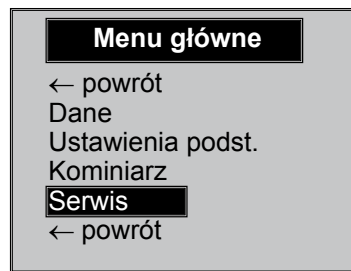 Menu główne
← powrót
Dane
Ustawienia podst.
Kominiarz
Serwis
← powrót